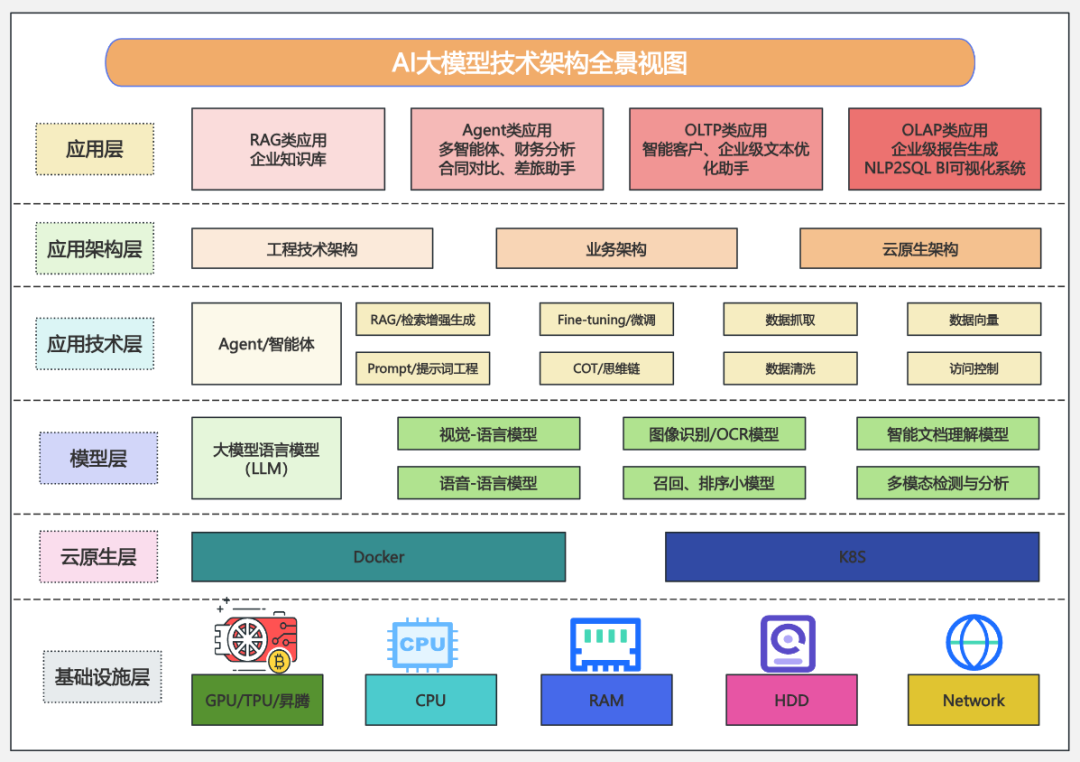 AI大模型技术架构全景视图
应用层
RAG类应用
企业知识库
Agent类应用
多智能体、财务分析
合同对比、差旅助手
OLTP类应用
智能客户、企业级文本优
化助手
OLAP类应用
企业级报告生成
NLP2SQL BI可视化系统
应用架构层
工程技术架构
业务架构
云原生架构
应用技术层
Agent/智能体
RAG/检索增强生成
Fine-tuning/微调
数据抓取
数据向量
Prompt/提示词工程
COT/思维链
数据清洗
访问控制
模型层
大模型语言模型
（LLM）
视觉-语言模型
图像识别/OCR模型
智能文档理解模型
语音-语言模型
召回、排序小模型
多模态检测与分析
云原生层
Docker
K8S
基础设施层
CPU
GPU/TPU/昇腾
CPU
RAM
HDD
Network